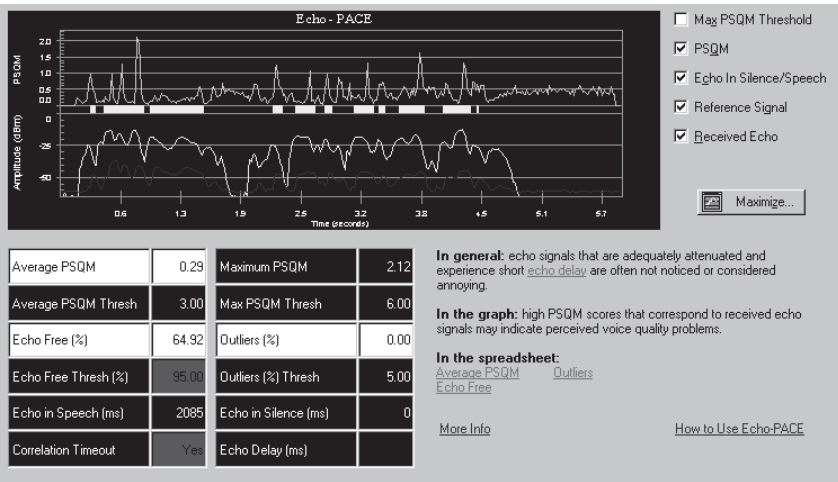 Echo - PACE
PSQM
2.0
1.5
1.0
0.5
0.0
Amplitude (dBm)
0
-25
-50
0.6 1.3 1.9 2.5 3.2 3.8 4.5 5.1 5.7
Time (seconds)
Max PSQM Threshold
PSQM
Echo In Silence/Speech
Reference Signal
Received Echo
Maximize...
Average PSQM 0.29 Maximum PSQM 2.12
Average PSQM Thresh 3.00 Max PSQM Thresh 6.00
Echo Free (%) 64.92 Outliers (%) 0.00
Echo Free Thresh (%) 95.00 Outliers (%) Thresh 5.00
Echo in Speech (ms) 2085 Echo in Silence (ms) 0
Correlation Timeout Yes Echo Delay (ms)
In general: echo signals that are adequately attenuated and
experience short echo delay are often not noticed or considered
annoying.
In the graph: high PSQM scores that correspond to received echo
signals may indicate perceived voice quality problems.
In the spreadsheet:
Average PSQM Outliers
Echo Free
More Info How to Use Echo-PACE